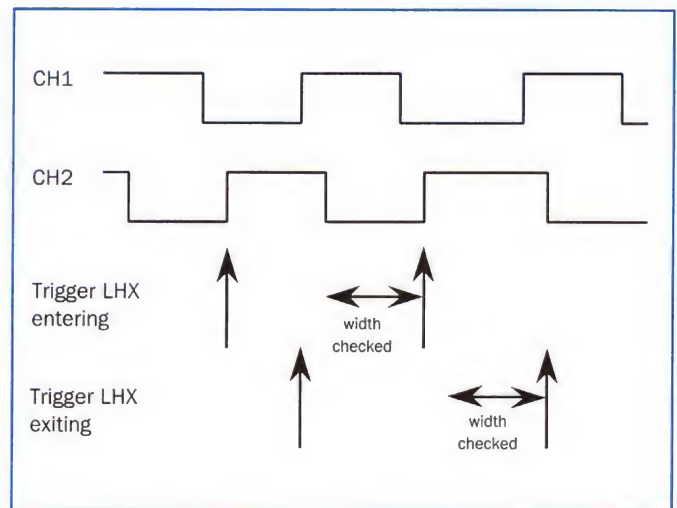 CH1
CH2
Trigger LHX
entering
width
checked
Trigger LHX
exiting
width
checked